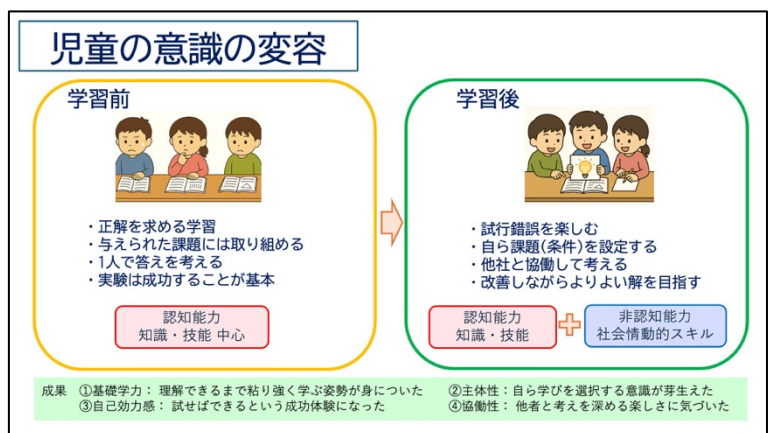 児童の意識の変容
学習前
・正解を求める学習
・与えられた課題には取り組める
・1人で答えを考える
・実験は成功することが基本
認知能力
知識・技能 中心
学習後
・試行錯誤を楽しむ
・自ら課題(条件)を設定する
・他社と協働して考える
・改善しながらよりよい解を目指す
認知能力
知識・技能
非認知能力
社会情動的スキル
成果 ①基礎学力： 理解できるまで粘り強く学ぶ姿勢が身についた ②主体性：自ら学びを選択する意識が芽生えた
③自己効力感： 試せばできるという成功体験になった ④協働性： 他者と考えを深める楽しさに気づいた